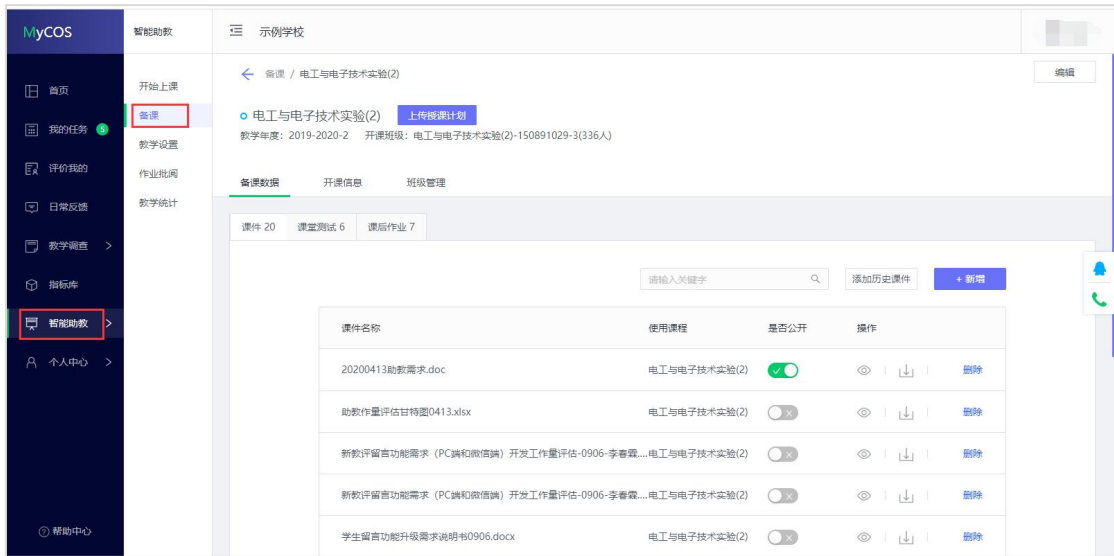 MyCOS
智能助教
示例学校
首页
我的任务 5
评价我的
日常反馈
教学调查
指标库
智能助教
个人中心
帮助中心
开始上课
备课
教学设置
作业批阅
教学统计
备课 / 电工与电子技术实验(2)
编辑
电工与电子技术实验(2) 上传授课计划
教学年度：2019-2020-2 开课班级：电工与电子技术实验(2)-150891029-3(336人)
备课数据 开课信息 班级管理
课件 20 课堂测试 6 课后作业 7
请输入关键字 添加历史课件 + 新增
课件名称 使用课程 是否公开 操作
20200413助教需求.doc 电工与电子技术实验(2) 删除
助教作量评估甘特图0413.xlsx 电工与电子技术实验(2) 删除
新教评留言功能需求（PC端和微信端）开发工作量评估-0906-李春霖.... 电工与电子技术实验(2) 删除
新教评留言功能需求（PC端和微信端）开发工作量评估-0906-李春霖.... 电工与电子技术实验(2) 删除
学生留言功能升级需求说明书0906.docx 电工与电子技术实验(2) 删除